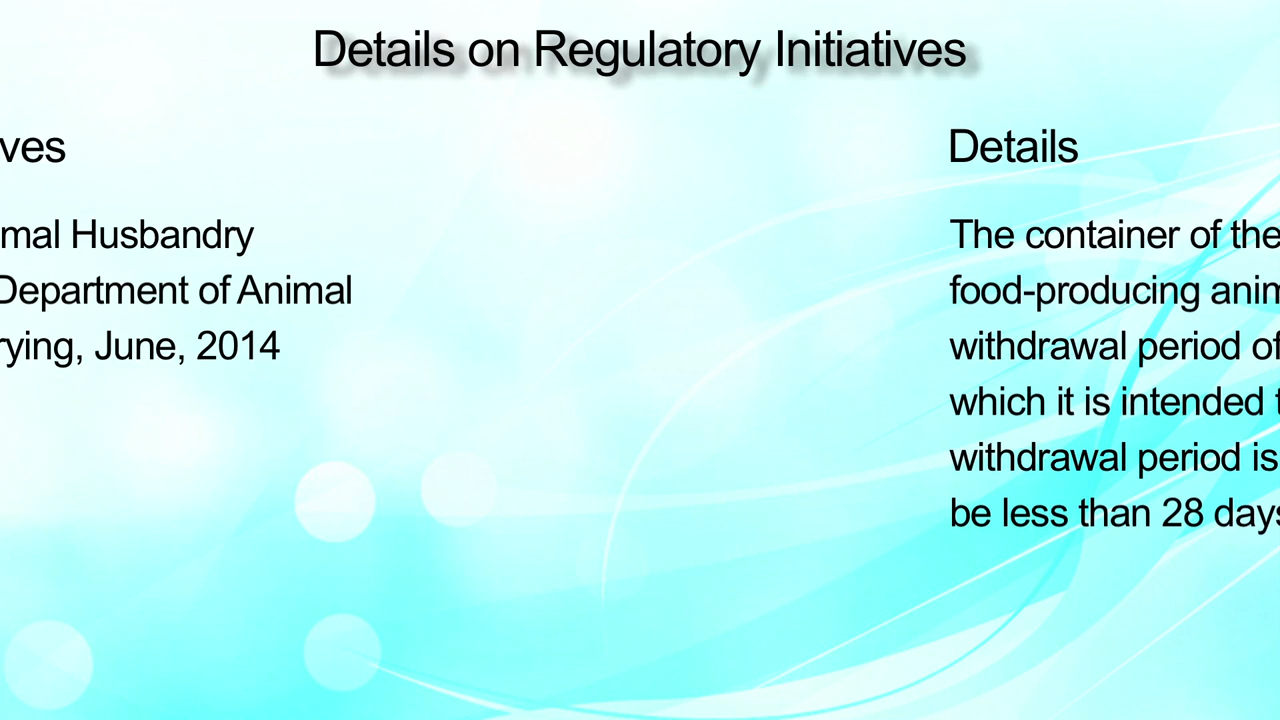 Details on Regulatory Initiatives
ves
Details
mal Husbandry
Department of Animal
rying, June, 2014
The container of the
food-producing anim
withdrawal period of
which it is intended t
withdrawal period is
be less than 28 days